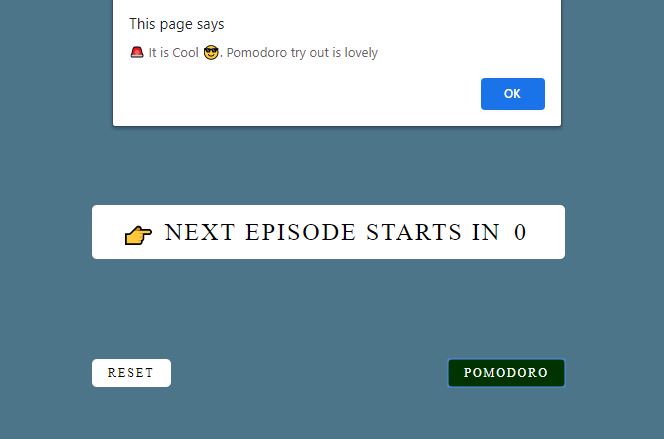 This page says
🚨 It is Cool 😎. Pomodoro try out is lovely
OK
👉 NEXT EPISODE STARTS IN 0
RESET
POMODORO